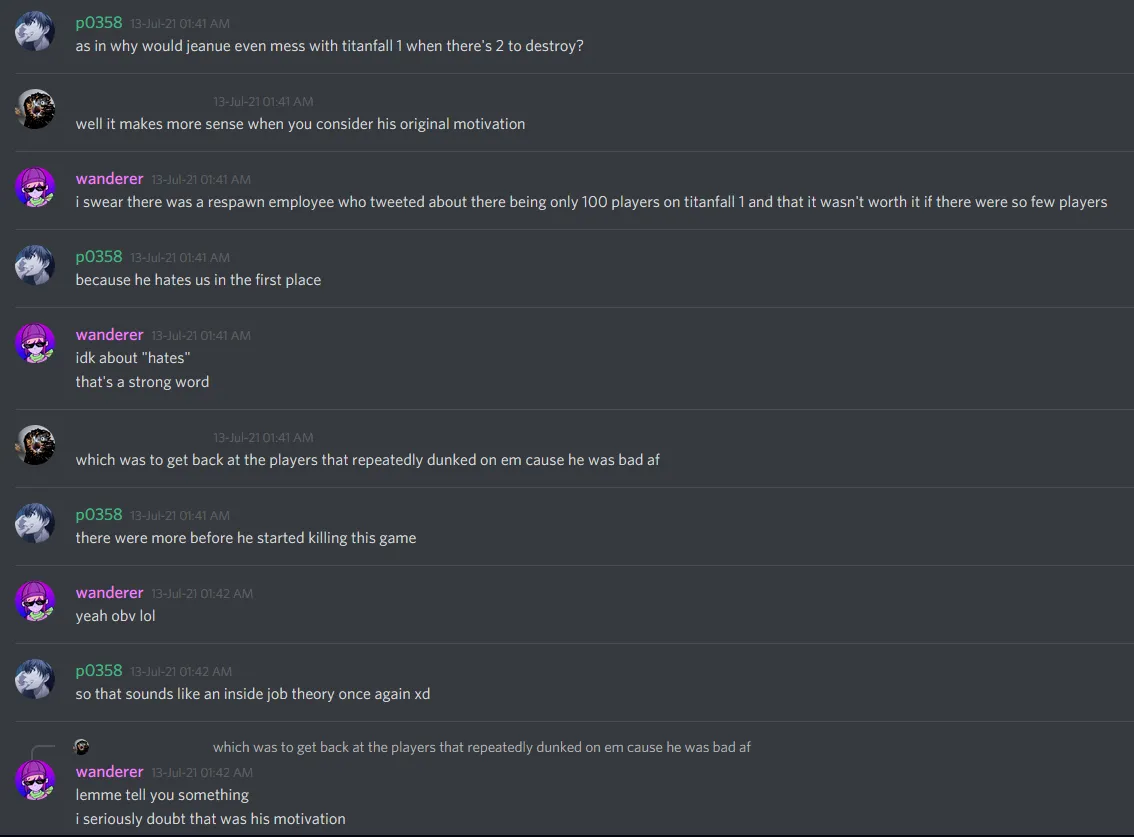 p0358 13-Jul-21 01:41 AM
as in why would jeanue even mess with titanfall 1 when there's 2 to destroy?
13-Jul-21 01:41 AM
well it makes more sense when you consider his original motivation
wanderer 13-Jul-21 01:41 AM
i swear there was a respawn employee who tweeted about there being only 100 players on titanfall 1 and that it wasn't worth it if there were so few players
p0358 13-Jul-21 01:41 AM
because he hates us in the first place
wanderer 13-Jul-21 01:41 AM
idk about "hates"
that's a strong word
13-Jul-21 01:41 AM
which was to get back at the players that repeatedly dunked on em cause he was bad af
p0358 13-Jul-21 01:41 AM
there were more before he started killing this game
wanderer 13-Jul-21 01:42 AM
yeah obv lol
p0358 13-Jul-21 01:42 AM
so that sounds like an inside job theory once again xd
which was to get back at the players that repeatedly dunked on em cause he was bad af
wanderer 13-Jul-21 01:42 AM
lemme tell you something
i seriously doubt that was his motivation